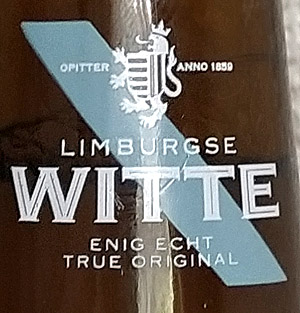 OPITTER ANNO 1859
LIMBURGSE
WITTE
ENIG ECHT
TRUE ORIGINAL